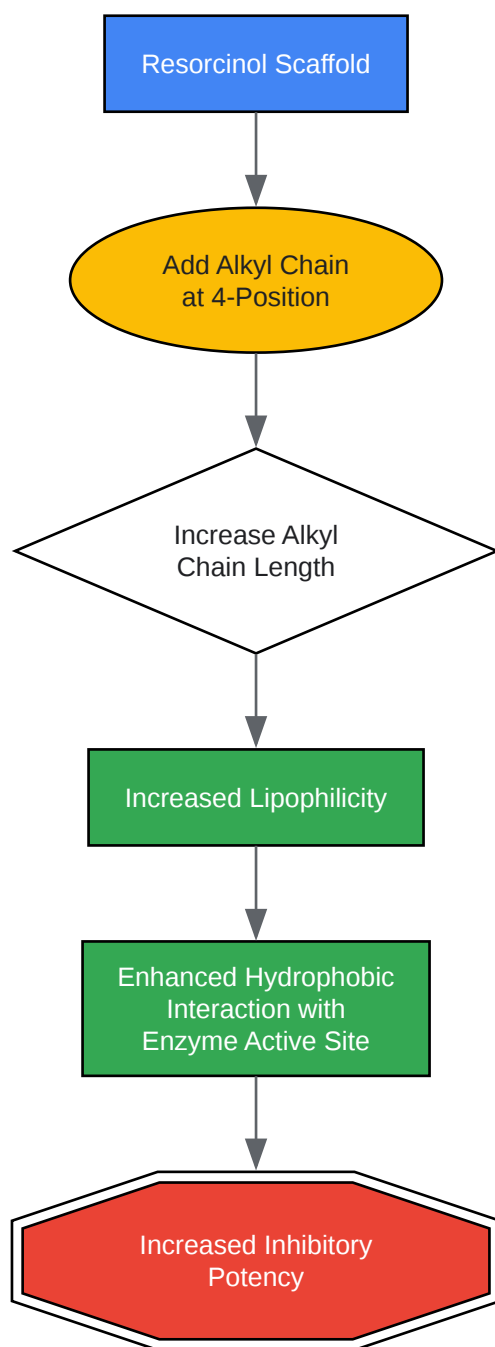 Resorcinol Scaffold
Add Alkyl Chain
at 4-Position
Increase Alkyl
Chain Length
Increased Lipophilicity
Enhanced Hydrophobic
Interaction with
Enzyme Active Site
Increased Inhibitory
Potency